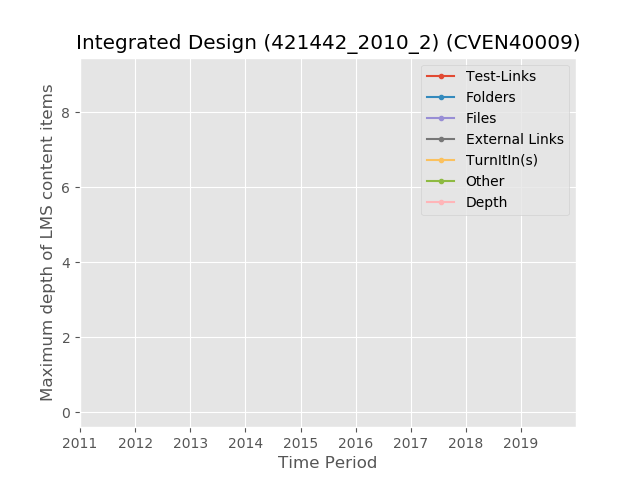 Integrated Design (421442_2010_2) (CVEN40009)
Maximum depth of LMS content items
8
6
4
2
0
Test-Links
Folders
Files
External Links
TurnItIn(s)
Other
Depth
2011 2012 2013 2014 2015 2016 2017 2018 2019
Time Period